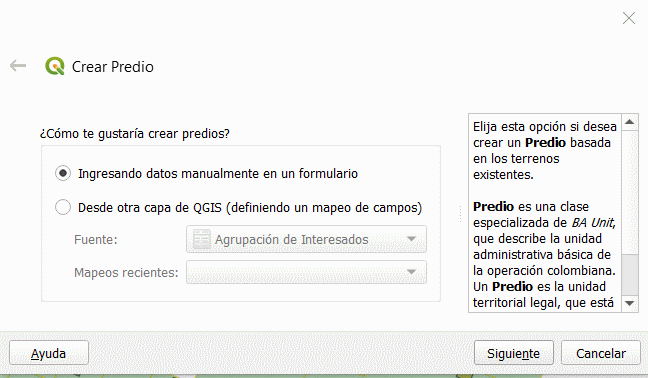 Crear Predio
¿Cómo te gustaría crear predios?
Ingresando datos manualmente en un formulario
Desde otra capa de QGIS (definiendo un mapeo de campos)
Fuente:
Agrupación de Interesados
Mapeos recientes:
Elija esta opción si desea
crear un Predio basada
en los terrenos
existentes.
Predio es una clase
especializada de BA Unit,
que describe la unidad
administrativa básica de
la operación colombiana.
Un Predio es la unidad
territorial legal, que está
Ayuda
Siguiente
Cancelar